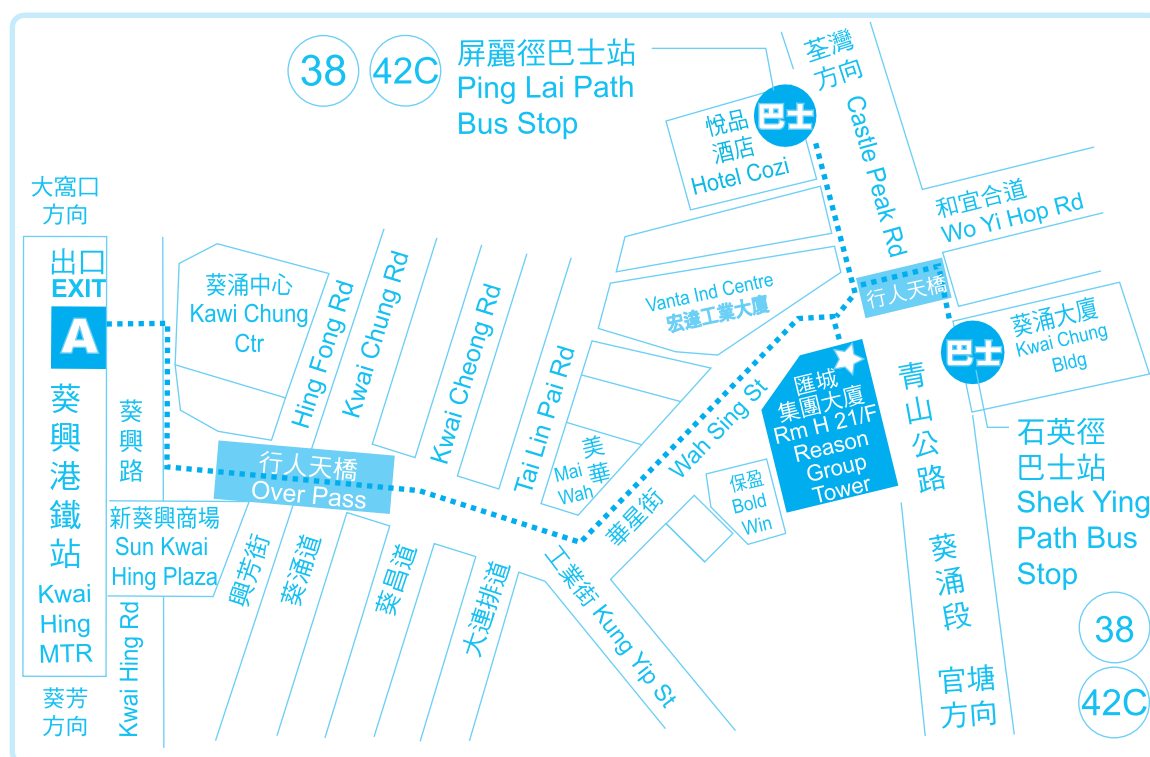 38
42C
屏麗徑巴士站
Ping Lai Path
Bus Stop
荃灣
方向
Castle Peak Rd
巴士
悅品
酒店
Hotel Cozi
和宜合道
Wo Yi Hop Rd
大窩口
方向
出口
EXIT
A
葵興港鐵站
Kwai
Hing
MTR
葵芳
方向
葵興路
Kwai Hing Rd
葵涌中心
Kawi Chung
Ctr
Hing Fong Rd
Kwai Chung Rd
Kwai Cheong Rd
Tai Lin Pai Rd
Vanta Ind Centre
宏達工業大廈
行人天橋
葵涌大廈
Kwai Chung
Bldg
巴士
匯城
集團大廈
Rm H 21/F
Reason
Group
Tower
青山公路
葵涌段
官塘
方向
美華
Mai
Wah
Wah Sing St
華星街
保盈
Bold
Win
行人天橋
Over Pass
新葵興商場
Sun Kwai
Hing Plaza
興芳街
葵涌道
葵昌道
大連排道
工業街 Kung Yip St
石英徑
巴士站
Shek Ying
Path Bus
Stop
38
42C